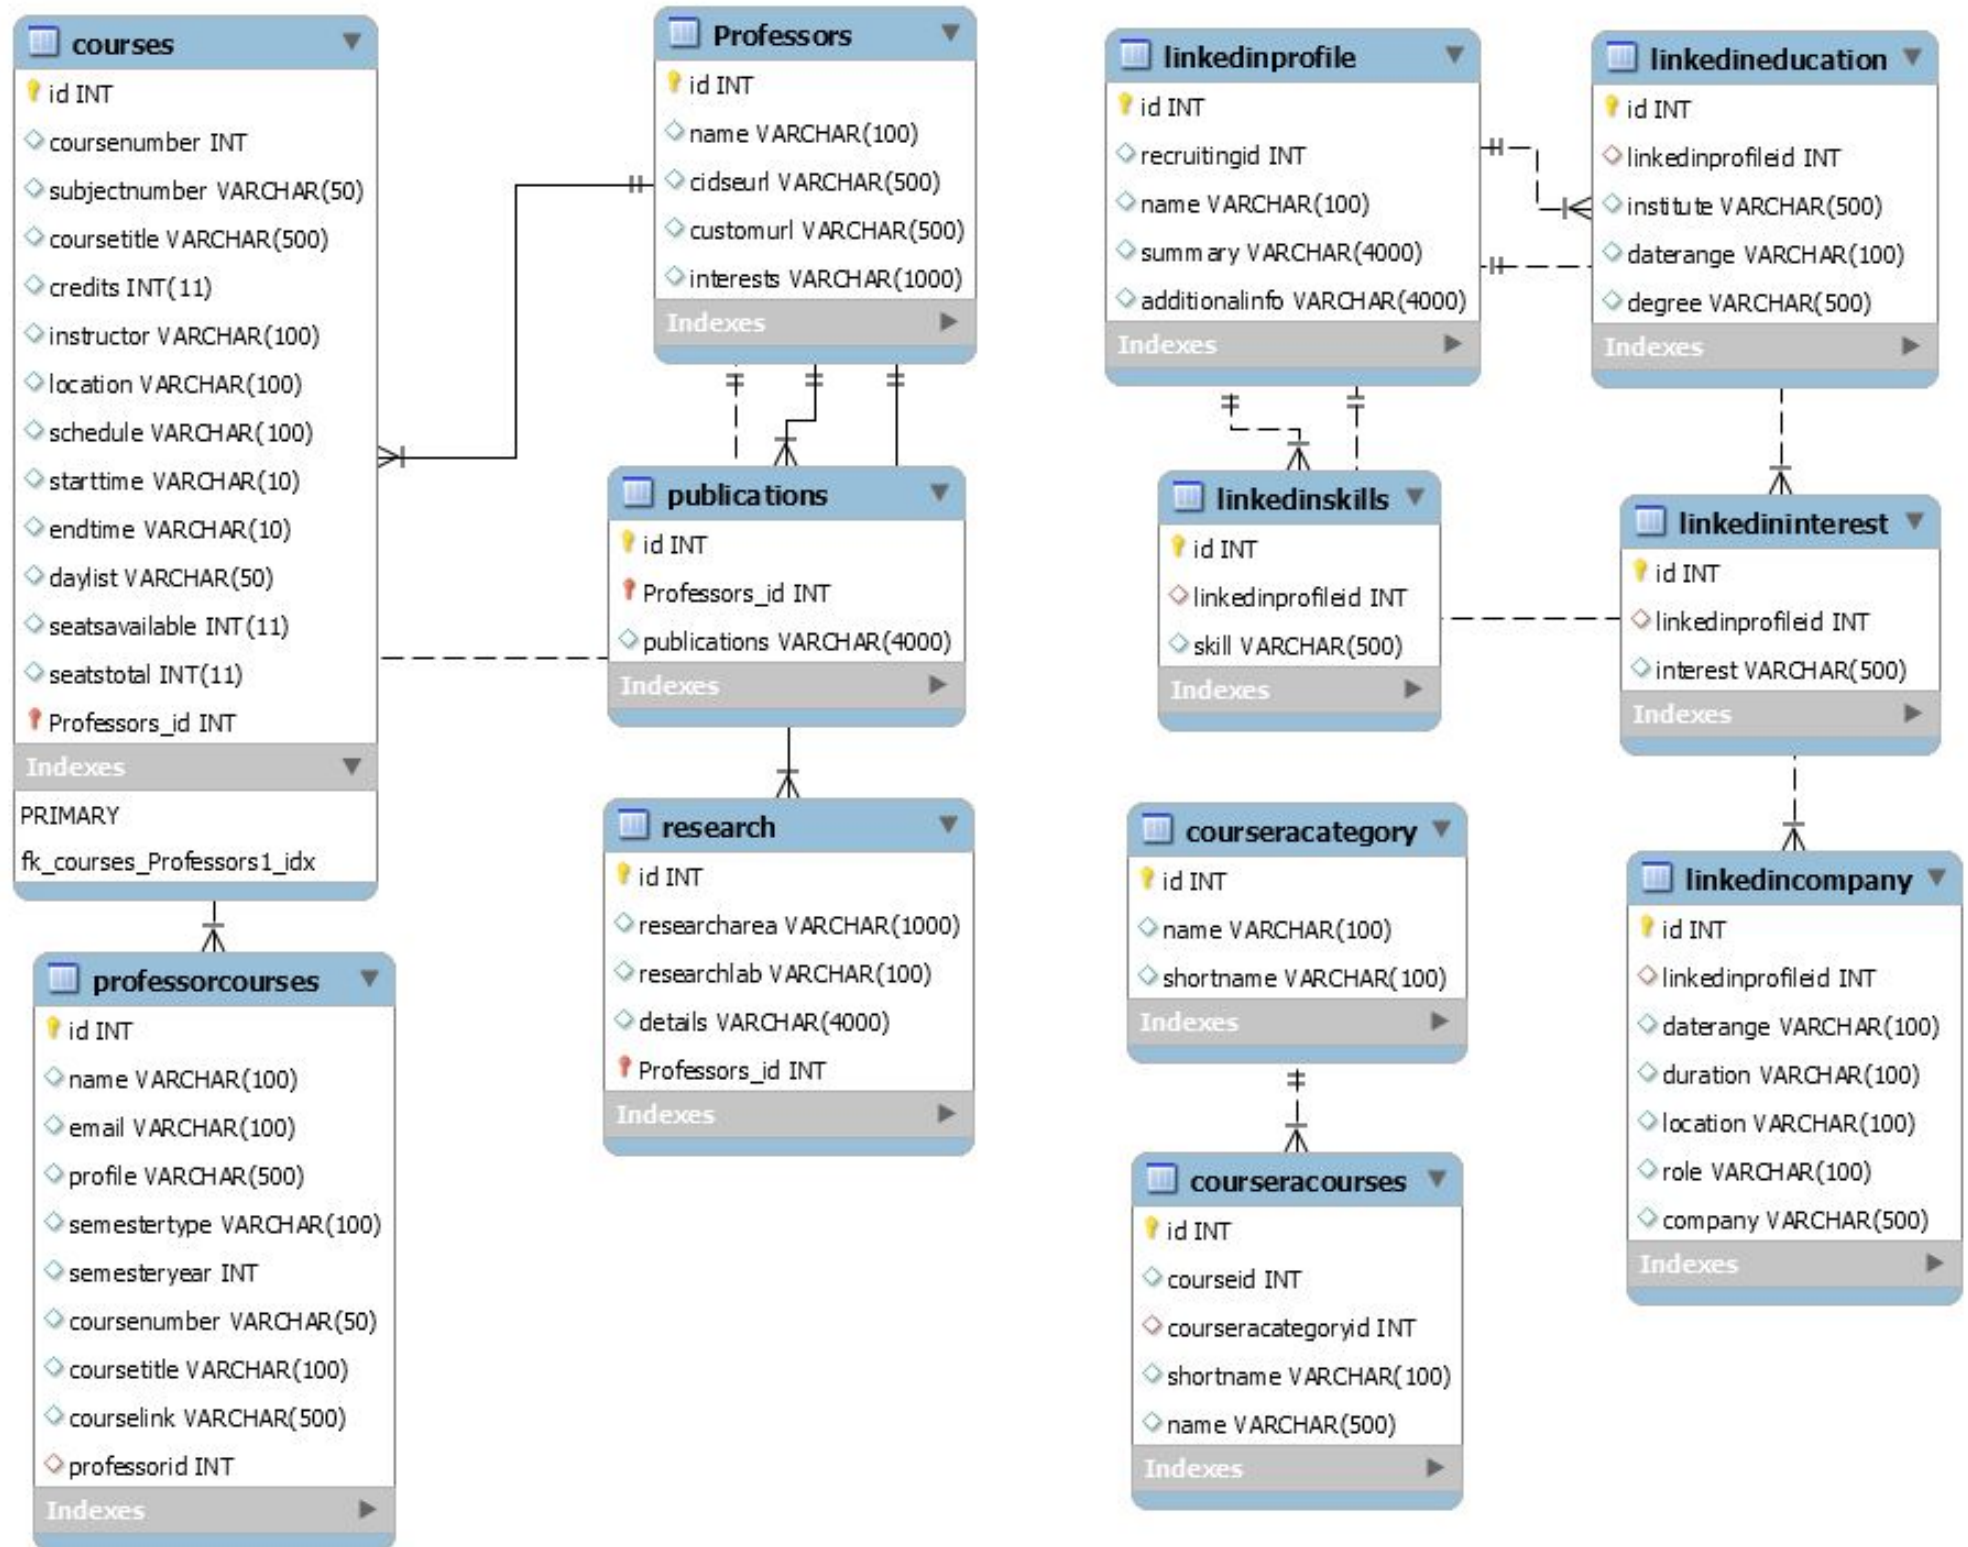 courses
id INT
coursenumber INT
subjectnumber VARCHAR(50)
coursetitle VARCHAR(500)
credits INT(11)
instructor VARCHAR(100)
location VARCHAR(100)
schedule VARCHAR(100)
starttime VARCHAR(10)
endtime VARCHAR(10)
daylist VARCHAR(50)
seatsavailable INT(11)
seatstotal INT(11)
Professors_id INT
Indexes
PRIMARY
fk_courses_Professors1_idx
professorcourses
id INT
name VARCHAR(100)
email VARCHAR(100)
profile VARCHAR(500)
semestertype VARCHAR(100)
semesteryear INT
coursenumber VARCHAR(50)
coursetitle VARCHAR(100)
courselink VARCHAR(500)
professorid INT
Indexes
Professors
id INT
name VARCHAR(100)
cidseurl VARCHAR(500)
customurl VARCHAR(500)
interests VARCHAR(1000)
Indexes
publications
id INT
Professors_id INT
publications VARCHAR(4000)
Indexes
research
id INT
researcharea VARCHAR(1000)
researchlab VARCHAR(100)
details VARCHAR(4000)
Professors_id INT
Indexes
linkedinprofile
id INT
recruitingid INT
name VARCHAR(100)
summary VARCHAR(4000)
additionalinfo VARCHAR(4000)
Indexes
linkedinskills
id INT
linkedinprofileid INT
skill VARCHAR(500)
Indexes
courseracategory
id INT
name VARCHAR(100)
shortname VARCHAR(100)
Indexes
courseracourses
id INT
courseid INT
courseracategoryid INT
shortname VARCHAR(100)
name VARCHAR(500)
Indexes
linkedineducation
id INT
linkedinprofileid INT
institute VARCHAR(500)
daterange VARCHAR(100)
degree VARCHAR(500)
Indexes
linkedininterest
id INT
linkedinprofileid INT
interest VARCHAR(500)
Indexes
linkedincompany
id INT
linkedinprofileid INT
daterange VARCHAR(100)
duration VARCHAR(100)
location VARCHAR(100)
role VARCHAR(100)
company VARCHAR(500)
Indexes